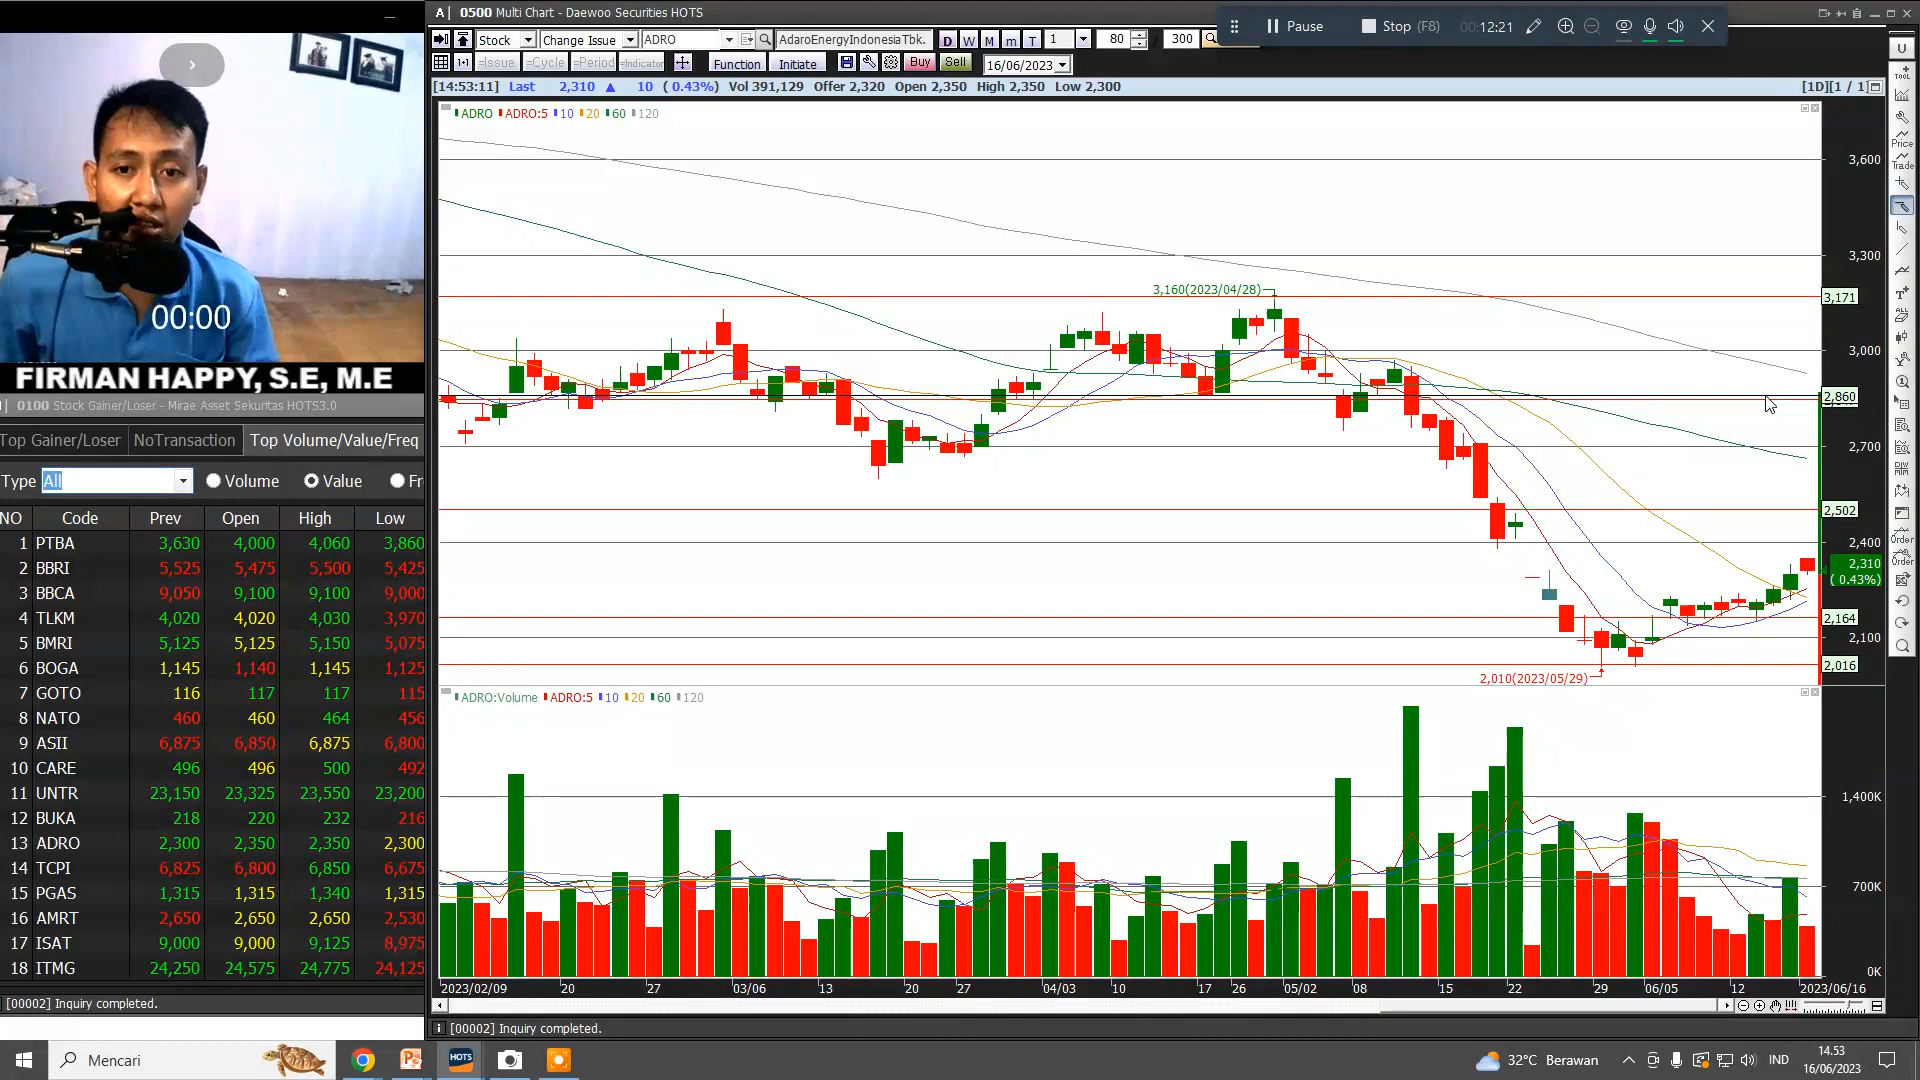 A| 0500 Multi Chart - Daewoo Securities HOTS
Pause Stop (F8) 00:12:21
Stock Change Issue ADRO AdaroEnergyIndonesiaTbk. D W M m T 1 80 / 300
=Issue =Cycle =Period =Indicator Function Initiate Buy Sell 16/06/2023
[14:53:11] Last 2,310 ▲ 10 ( 0.43%) Vol 391,129 Offer 2,320 Open 2,350 High 2,350 Low 2,300 [1D][1 / 1]
ADRO ADRO:5 10 20 60 120
3,600
3,300
3,171
3,160(2023/04/28)
3,000
2,860
2,700
2,502
2,400
2,310
( 0.43%)
2,164
2,100
2,016
2,010(2023/05/29)
ADRO:Volume ADRO:5 10 20 60 120
1,400K
700K
0K
2023/02/09 20 27 03/06 13 20 27 04/03 10 17 26 05/02 08 15 22 29 06/05 12 2023/06/16
[00002] Inquiry completed.
U
TOOL
Price
Trade
Order
Order
00:00
FIRMAN HAPPY, S.E, M.E
0100 Stock Gainer/Loser - Mirae Asset Sekuritas HOTS3.0
Top Gainer/Loser NoTransaction Top Volume/Value/Freq
Type All Volume Value Fr
NO Code Prev Open High Low
1 PTBA 3,630 4,000 4,060 3,860
2 BBRI 5,525 5,475 5,500 5,425
3 BBCA 9,050 9,100 9,100 9,000
4 TLKM 4,020 4,020 4,030 3,970
5 BMRI 5,125 5,125 5,150 5,075
6 BOGA 1,145 1,140 1,145 1,125
7 GOTO 116 117 117 115
8 NATO 460 460 464 456
9 ASII 6,875 6,850 6,875 6,800
10 CARE 496 496 500 492
11 UNTR 23,150 23,325 23,550 23,200
12 BUKA 218 220 232 216
13 ADRO 2,300 2,350 2,350 2,300
14 TCPI 6,825 6,800 6,850 6,675
15 PGAS 1,315 1,315 1,340 1,315
16 AMRT 2,650 2,650 2,650 2,530
17 ISAT 9,000 9,000 9,125 8,975
18 ITMG 24,250 24,575 24,775 24,125
[00002] Inquiry completed.
Mencari
HOTS
32°C Berawan IND 14.53
16/06/2023